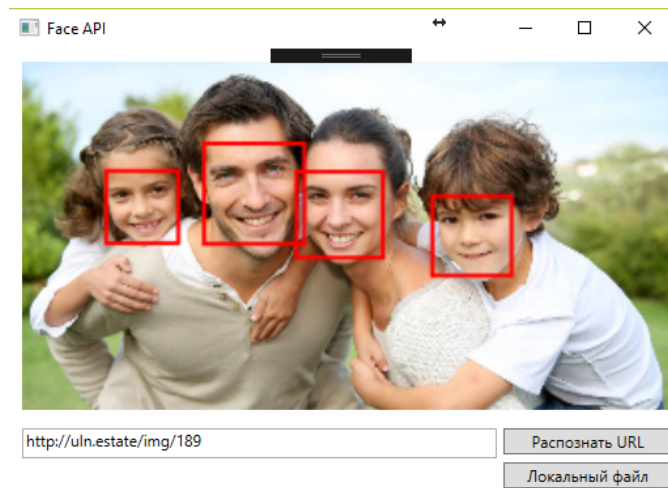 Face API
http://uln.estate/img/189
Распознать URL
Локальный файл